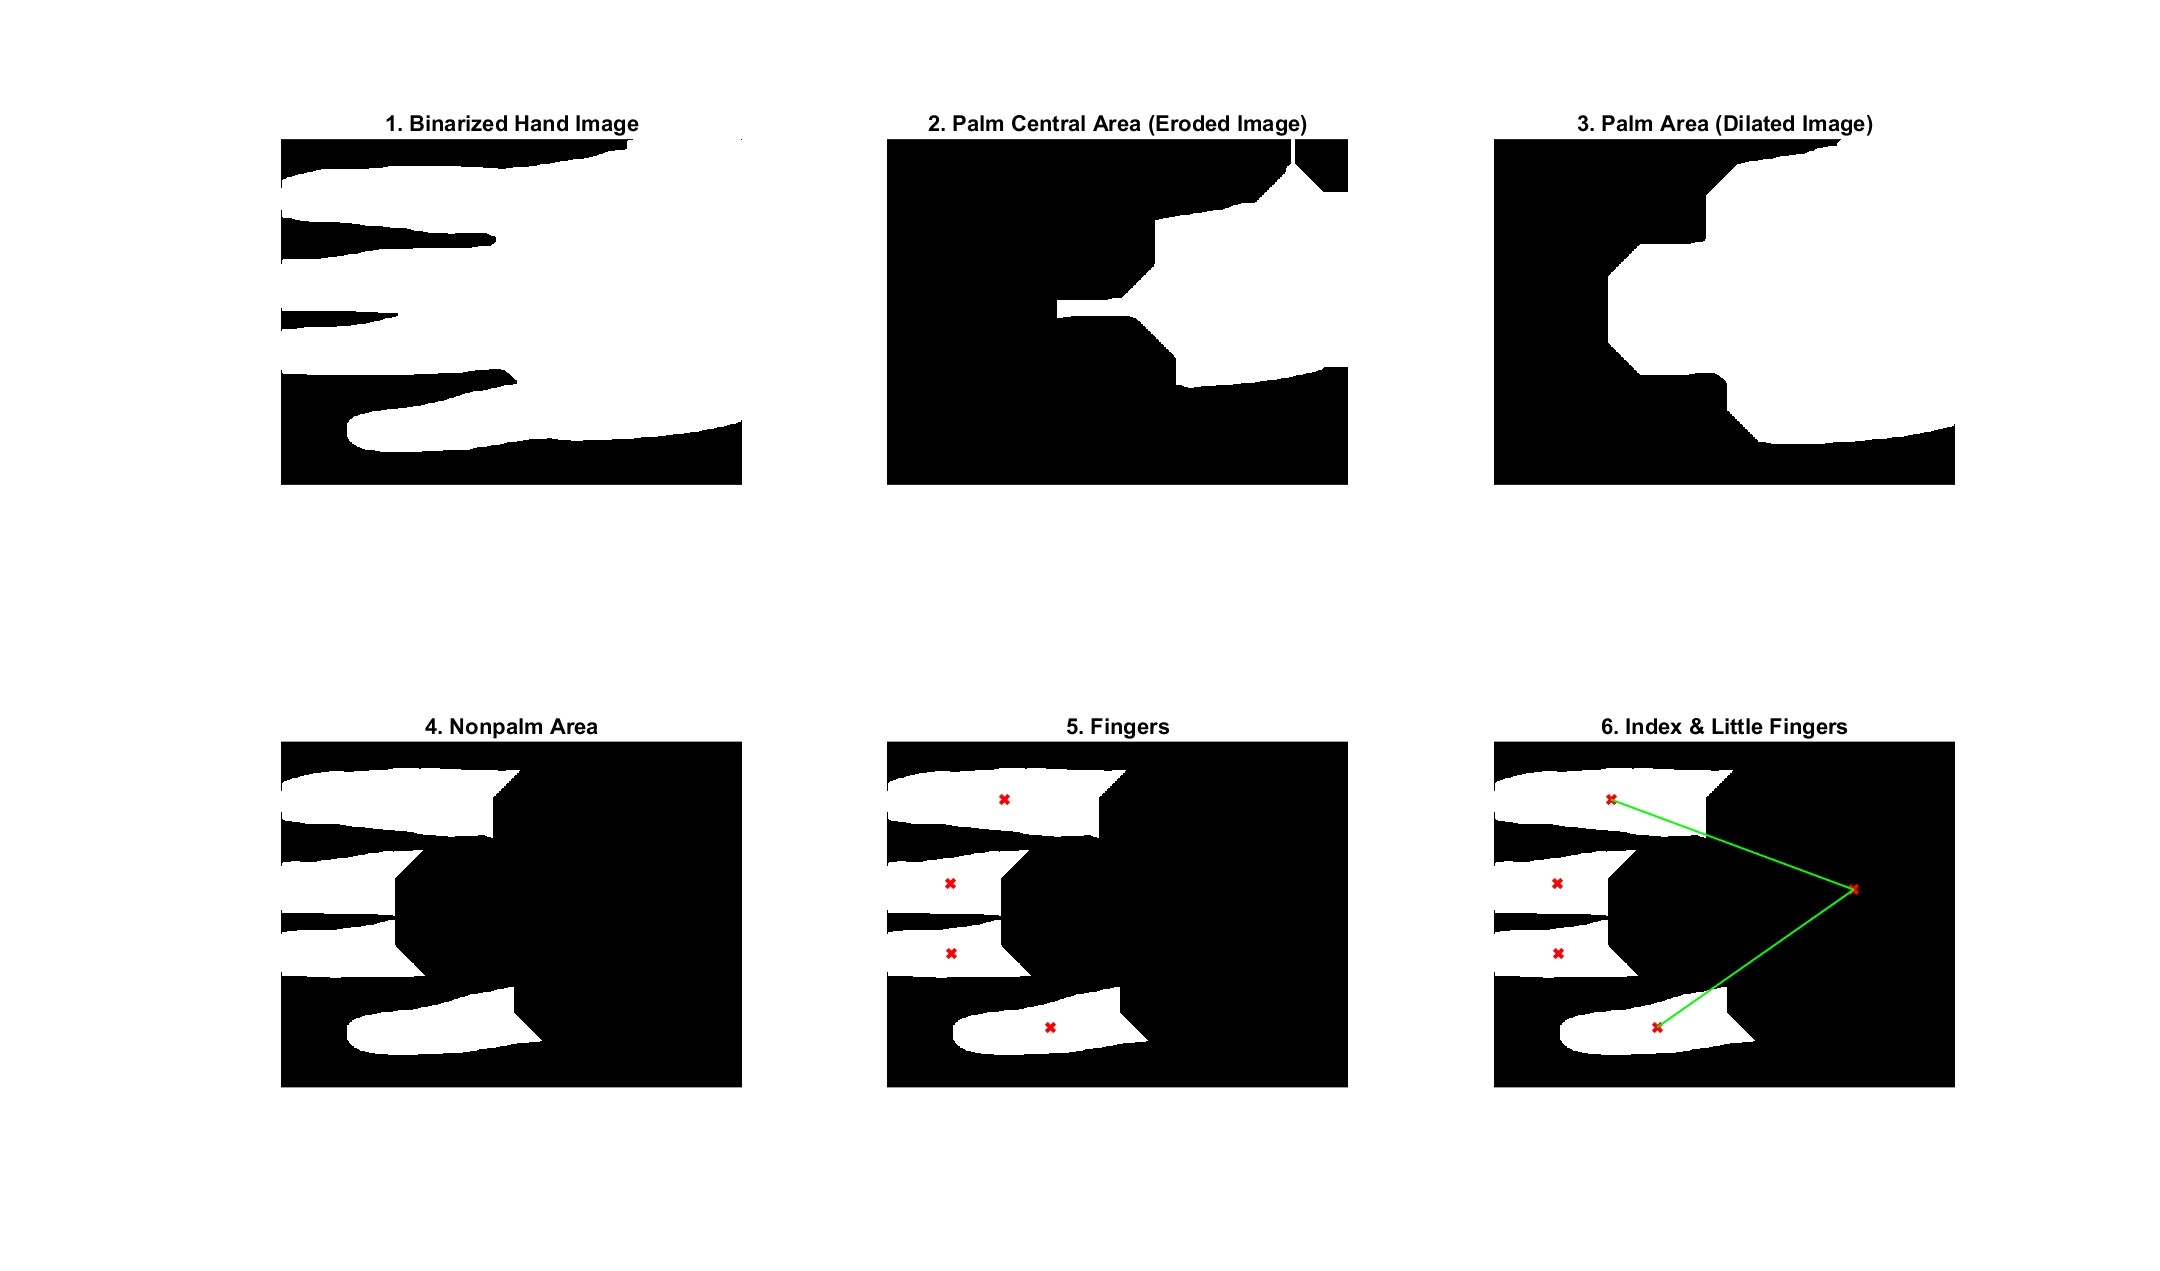 1. Binarized Hand Image
2. Palm Central Area (Eroded Image)
3. Palm Area (Dilated Image)
4. Nonpalm Area
5. Fingers
6. Index & Little Fingers